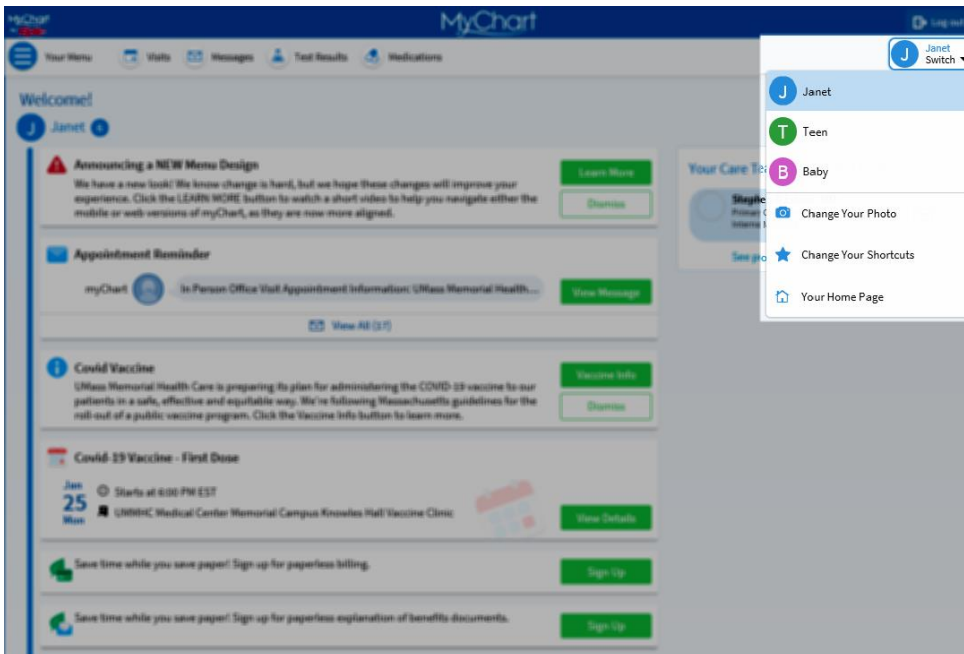 MyChart
MyChart
Log out
Your Menu
Visits
Messages
Test Results
Medications
Janet
Switch
Janet
Teen
Baby
Change Your Photo
Change Your Shortcuts
Your Home Page
Welcome!
J Janet
Announcing a NEW Menu Design
We have a new look! We know change is hard, but we hope these changes will improve your
experience. Click the LEARN MORE button to watch a short video to help you navigate either the
mobile or web versions of myChart, as they are now more aligned.
Learn More
Dismiss
Your Care
Primary
See
Appointment Reminder
myChart
In Person Office Visit Appointment Information: UMass Memorial Health...
View Message
View All (17)
Covid Vaccine
UMass Memorial Health Care is preparing its plan for administering the COVID-19 vaccine to our
patients in a safe, effective and equitable way. We're following Massachusetts guidelines for the
roll-out of a public vaccine program. Click the Vaccine Info button to learn more.
Vaccine Info
Dismiss
Covid-19 Vaccine - First Dose
Jan
25
Mon
Starts at 6:00 PM EST
UMMHC Medical Center Memorial Campus Knowles Hall Vaccine Clinic
View Details
Save time while you save paper! Sign up for paperless billing.
Sign Up
Save time while you save paper! Sign up for paperless explanation of benefits documents.
Sign Up